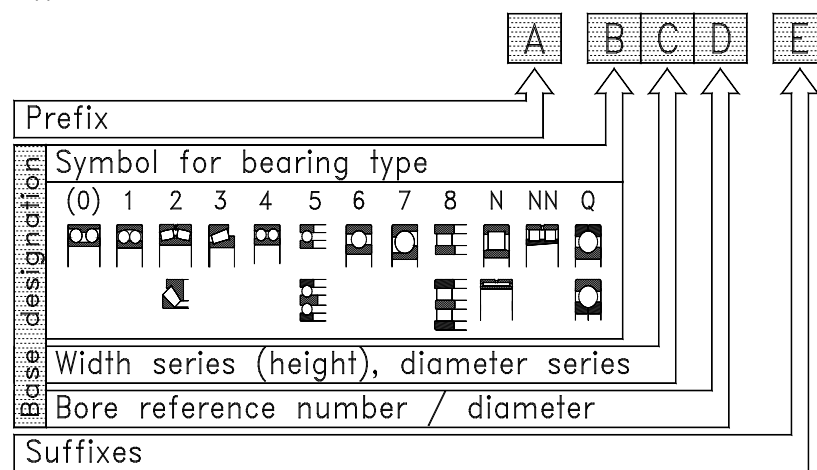 A B C D E
Prefix
Base designation
Symbol for bearing type
(0) 1 2 3 4 5 6 7 8 N NN Q
Width series (height), diameter series
Bore reference number / diameter
Suffixes